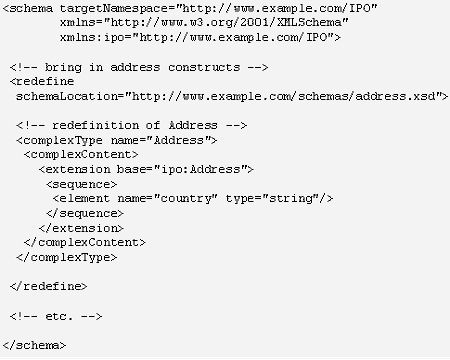 <schema targetNamespace="http://www.example.com/IPO"
        xmlns="http://www.w3.org/2001/XMLSchema"
        xmlns:ipo="http://www.example.com/IPO">
 <!-- bring in address constructs -->
 <redefine
  schemaLocation="http://www.example.com/schemas/address.xsd">
  <!-- redefinition of Address -->
  <complexType name="Address">
   <complexContent>
     <extension base="ipo:Address">
      <sequence>
       <element name="country" type="string"/>
      </sequence>
     </extension>
   </complexContent>
  </complexType>
 </redefine>
 <!-- etc. -->
</schema>